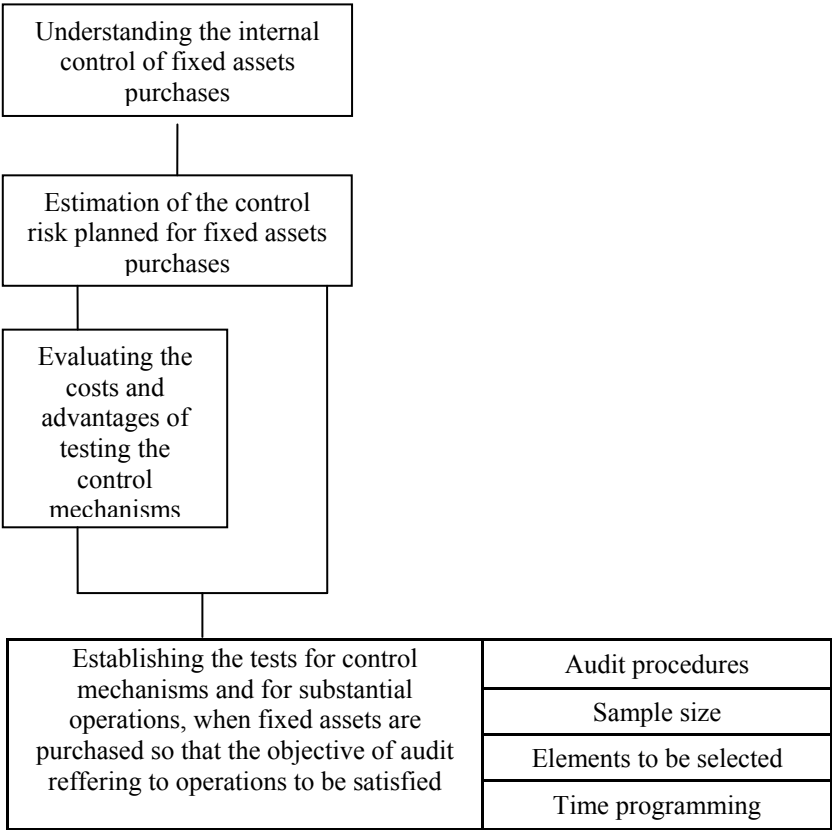 Understanding the internal
control of fixed assets
purchases
Estimation of the control
risk planned for fixed assets
purchases
Evaluating the
costs and
advantages of
testing the
control
mechanisms
Establishing the tests for control
mechanisms and for substantial
operations, when fixed assets are
purchased so that the objective of audit
reffering to operations to be satisfied
Audit procedures
Sample size
Elements to be selected
Time programming